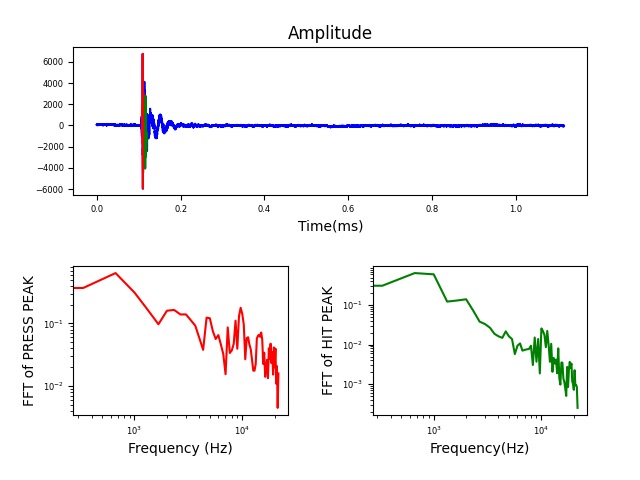 Amplitude
6000
4000
2000
0
−2000
−4000
−6000
0.0 0.2 0.4 0.6 0.8 1.0
Time(ms)
FFT of PRESS PEAK
10⁻¹
10⁻²
10³ 10⁴
Frequency (Hz)
FFT of HIT PEAK
10⁻¹
10⁻²
10⁻³
10³ 10⁴
Frequency(Hz)